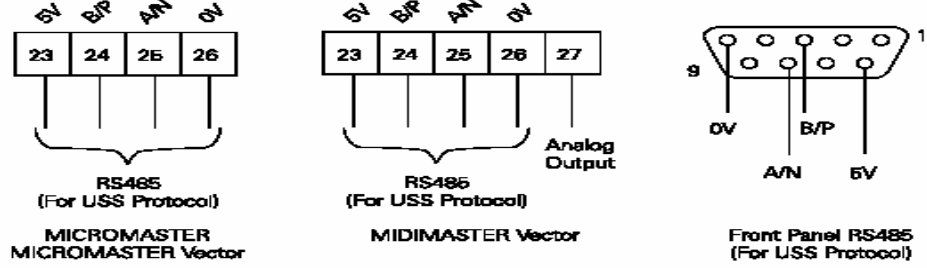 5V B/P A/N 0V
23 24 25 26
RS485
(For USS Protocol)
MICROMASTER
MICROMASTER Vector
5V B/P A/N 0V
23 24 25 26 27
Analog
Output
RS485
(For USS Protocol)
MIDIMASTER Vector
1
9
0V B/P
A/N 5V
Front Panel RS485
(For USS Protocol)